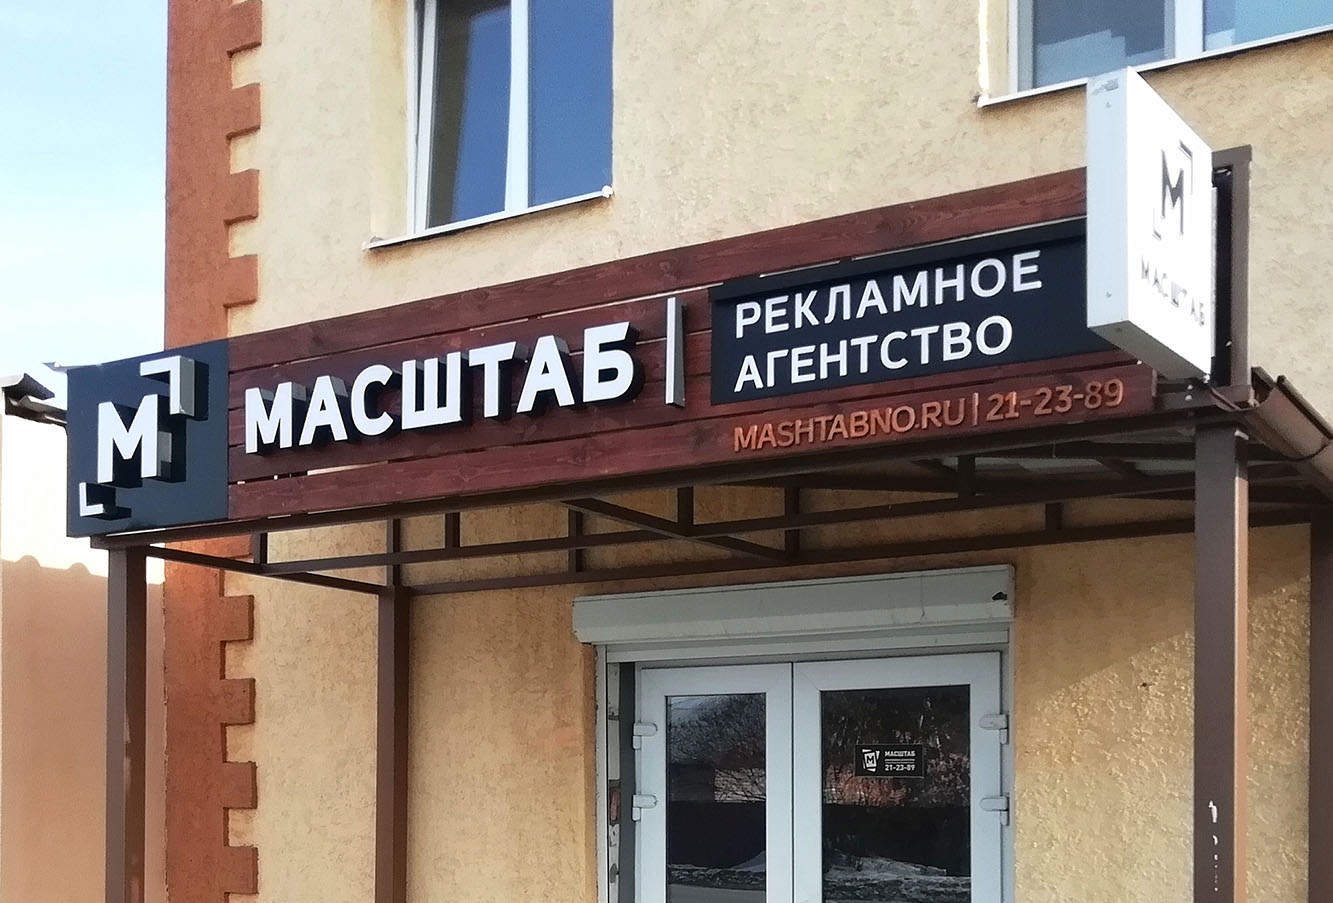 М
МАСШТАБ
РЕКЛАМНОЕ
АГЕНТСТВО
MASHTABNO.RU | 21-23-89
М
МАСШТАБ
М
МАСШТАБ
21-23-89